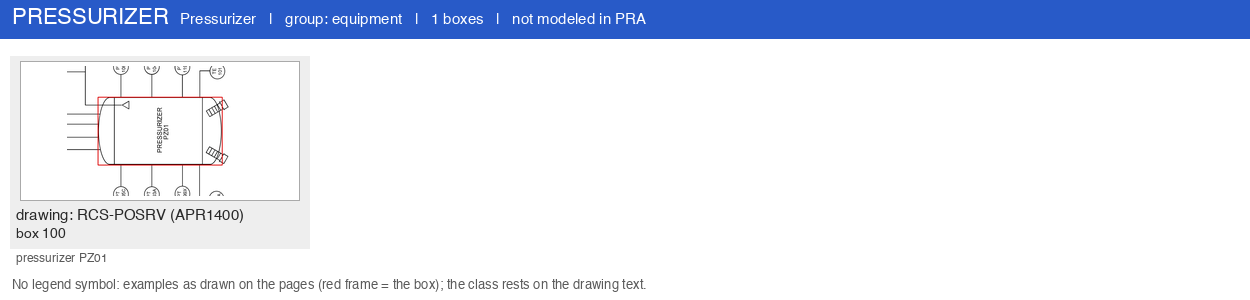 PRESSURIZER Pressurizer | group: equipment | 1 boxes | not modeled in PRA
PRESSURIZER
PZ01
drawing: RCS-POSRV (APR1400)
box 100
pressurizer PZ01
No legend symbol: examples as drawn on the pages (red frame = the box); the class rests on the drawing text.